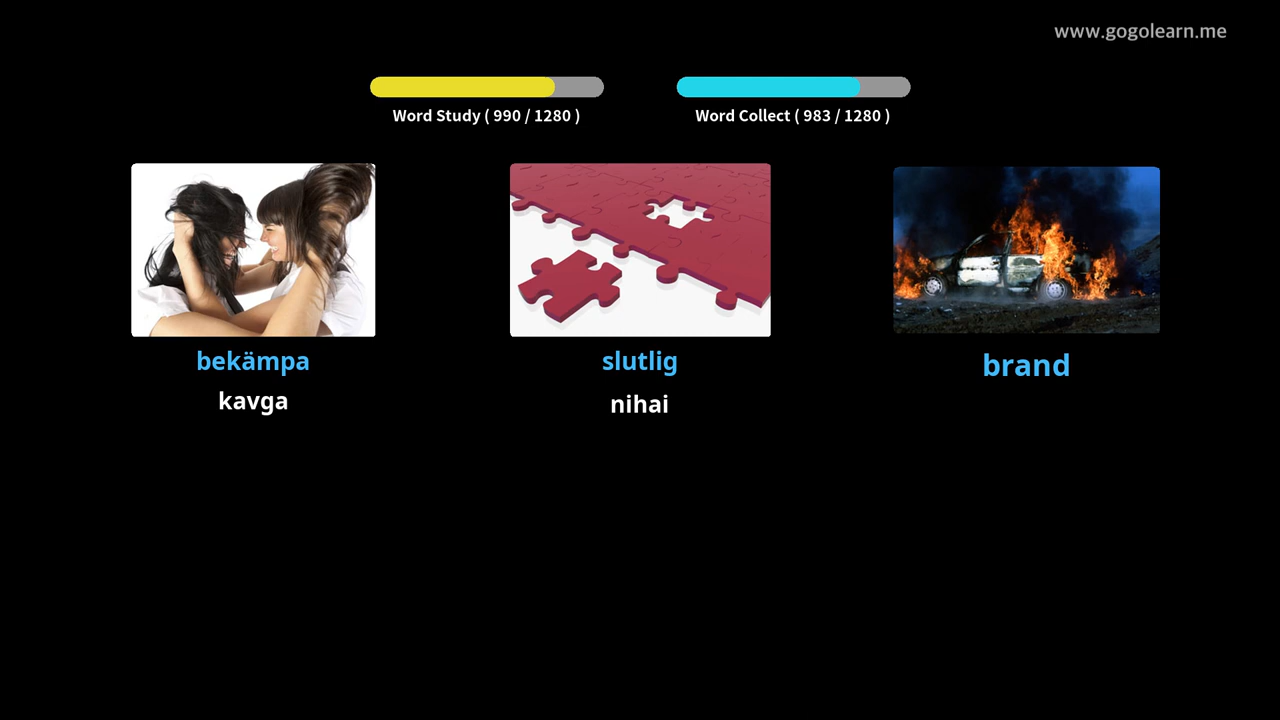 www.gogolearn.me
Word Study ( 990 / 1280 )
Word Collect ( 983 / 1280 )
bekämpa
kavga
slutlig
nihai
brand